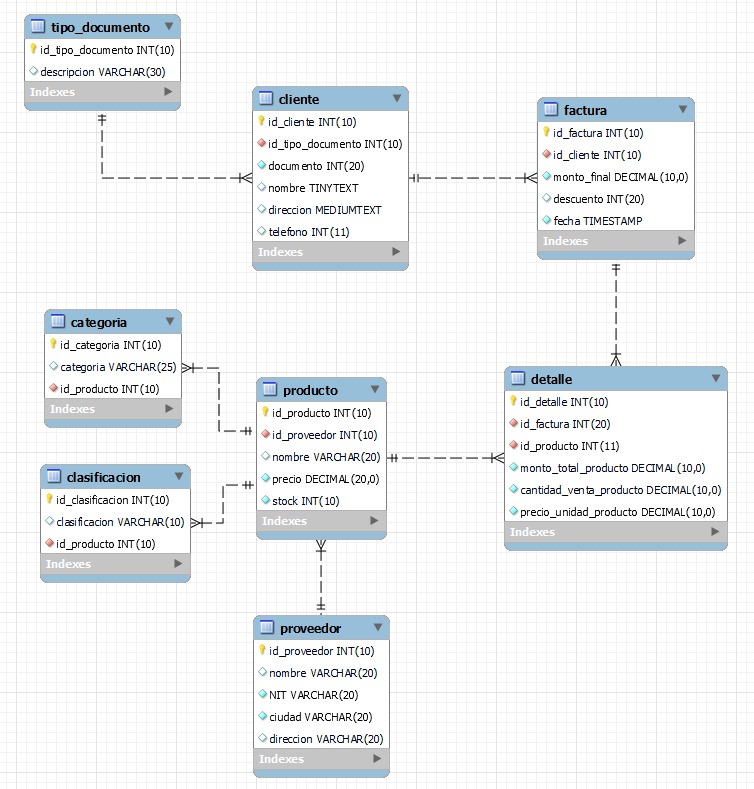 tipo_documento
id_tipo_documento INT(10)
descripcion VARCHAR(30)
Indexes
cliente
id_cliente INT(10)
id_tipo_documento INT(10)
documento INT(20)
nombre TINYTEXT
direccion MEDIUMTEXT
telefono INT(11)
Indexes
factura
id_factura INT(10)
id_cliente INT(10)
monto_final DECIMAL(10,0)
descuento INT(20)
fecha TIMESTAMP
Indexes
categoria
id_categoria INT(10)
categoria VARCHAR(25)
id_producto INT(10)
Indexes
clasificacion
id_clasificacion INT(10)
clasificacion VARCHAR(10)
id_producto INT(10)
Indexes
producto
id_producto INT(10)
id_proveedor INT(10)
nombre VARCHAR(20)
precio DECIMAL(20,0)
stock INT(10)
Indexes
detalle
id_detalle INT(10)
id_factura INT(20)
id_producto INT(11)
monto_total_producto DECIMAL(10,0)
cantidad_venta_producto DECIMAL(10,0)
precio_unidad_producto DECIMAL(10,0)
Indexes
proveedor
id_proveedor INT(10)
nombre VARCHAR(20)
NIT VARCHAR(20)
ciudad VARCHAR(20)
direccion VARCHAR(20)
Indexes